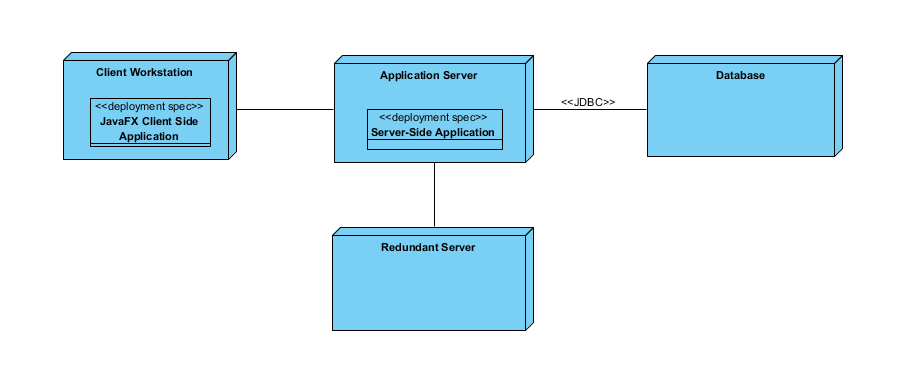 Client Workstation
<<deployment spec>>
JavaFX Client Side
Application
Application Server
<<deployment spec>>
Server-Side Application
<<JDBC>>
Database
Redundant Server